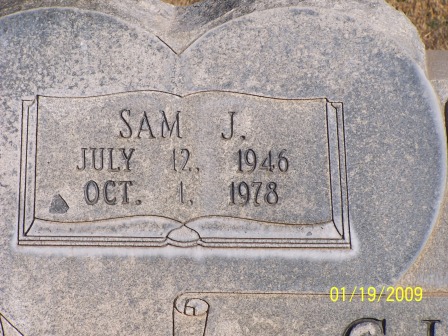 SAM J.
JULY 12, 1946
OCT. 1, 1978
01/19/2009